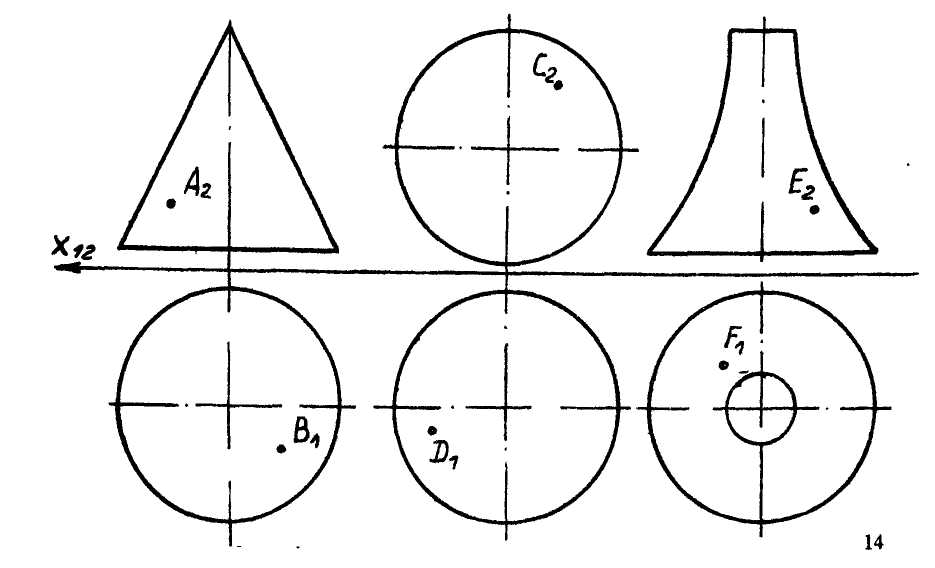 C₂
A₂
E₂
x₁₂
F₁
B₁
D₁
14